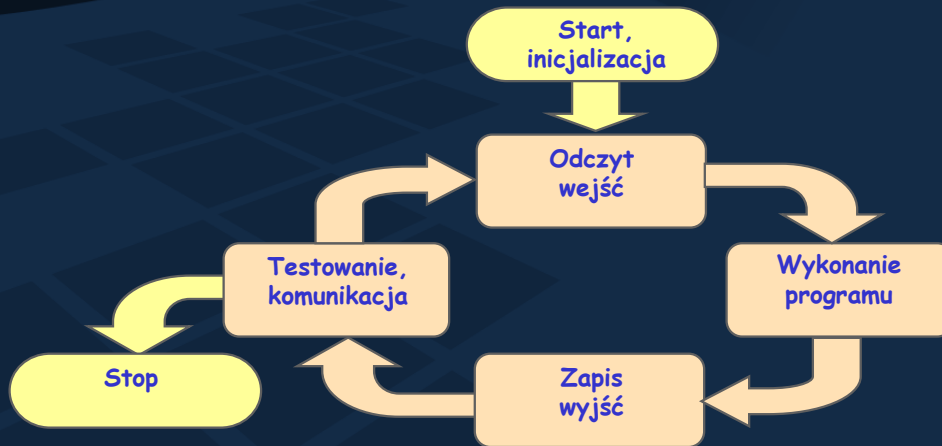 Start,
inicjalizacja
Odczyt
wejść
Wykonanie
programu
Zapis
wyjść
Testowanie,
komunikacja
Stop